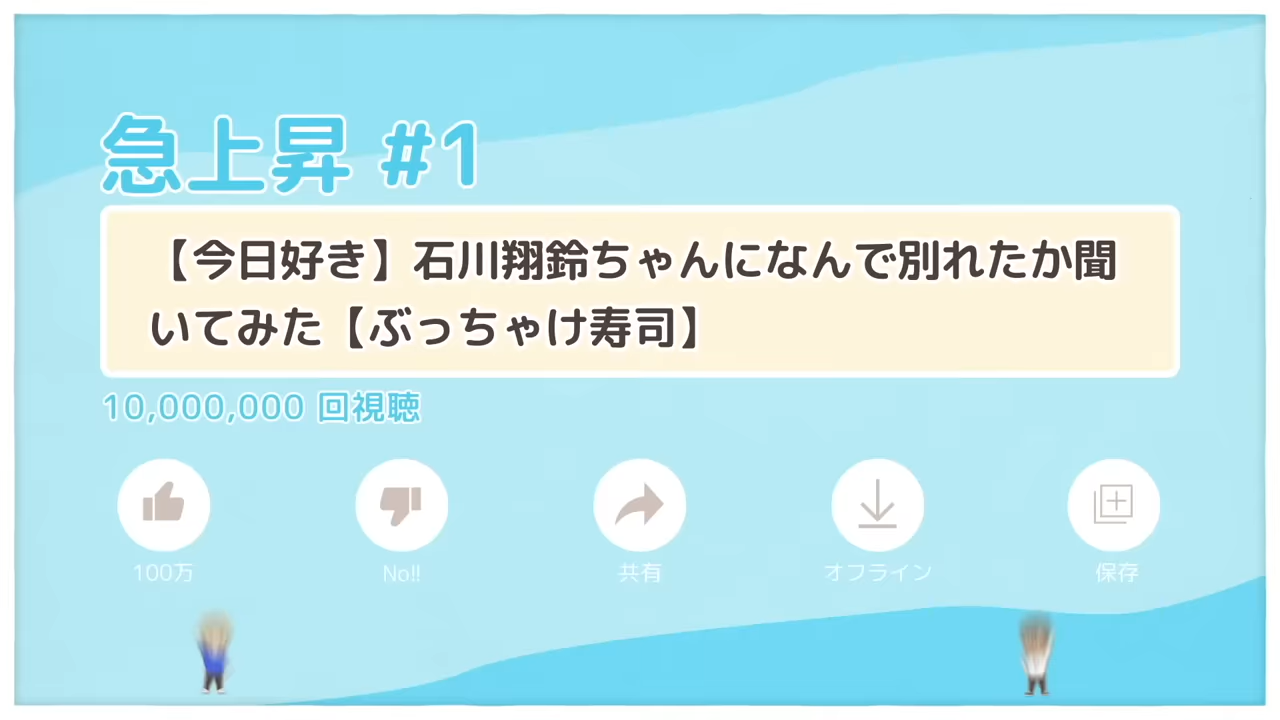 急上昇 #1
【今日好き】石川翔鈴ちゃんになんで別れたか聞
いてみた【ぶっちゃけ寿司】
10,000,000 回視聴
100万 No!! 共有 オフライン 保存